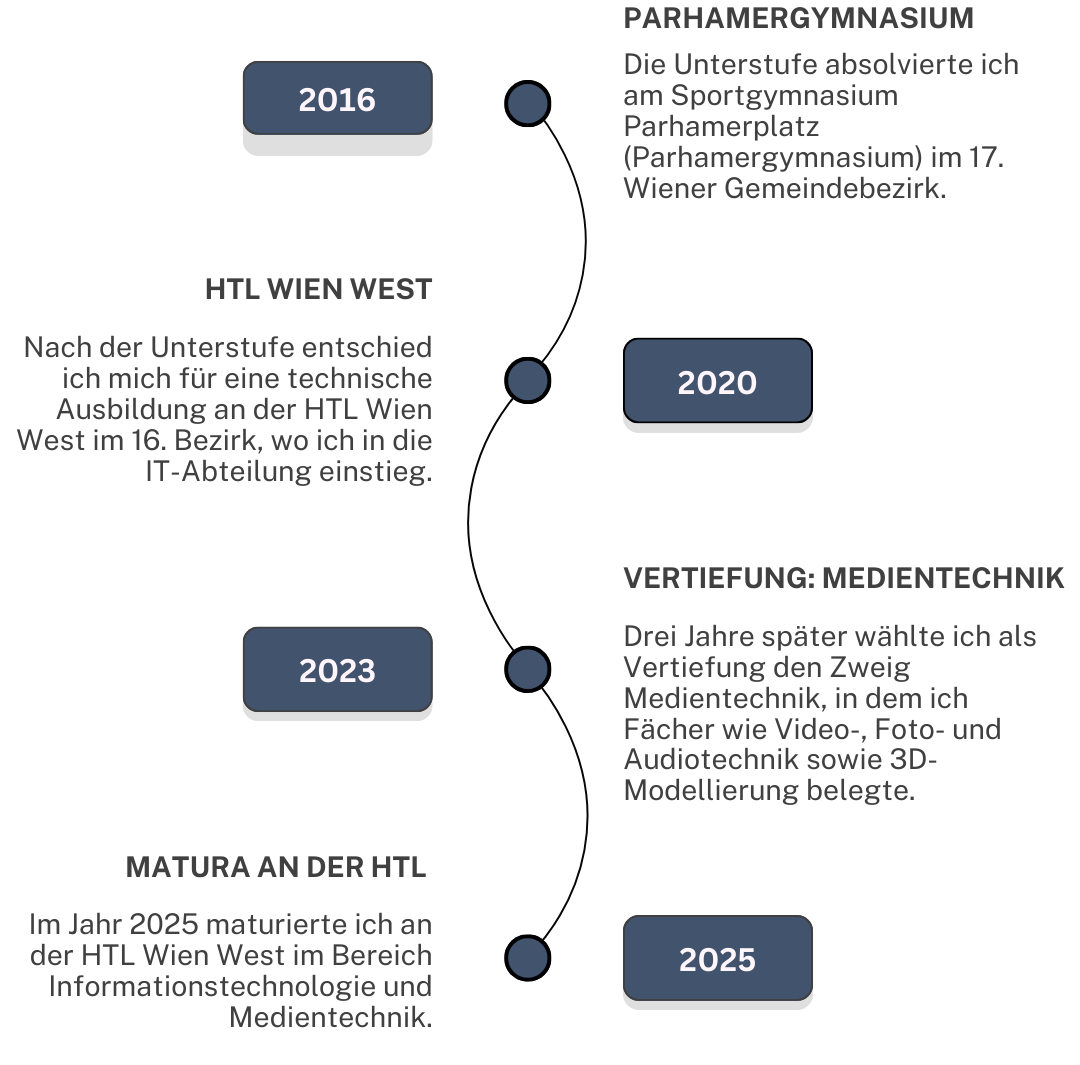 PARHAMERGYMNASIUM
2016
Die Unterstufe absolvierte ich
am Sportgymnasium
Parhamerplatz
(Parhamergymnasium) im 17.
Wiener Gemeindebezirk.
HTL WIEN WEST
Nach der Unterstufe entschied
ich mich für eine technische
Ausbildung an der HTL Wien
West im 16. Bezirk, wo ich in die
IT-Abteilung einstieg.
2020
VERTIEFUNG: MEDIENTECHNIK
2023
Drei Jahre später wählte ich als
Vertiefung den Zweig
Medientechnik, in dem ich
Fächer wie Video-, Foto- und
Audiotechnik sowie 3D-
Modellierung belegte.
MATURA AN DER HTL
Im Jahr 2025 maturierte ich an
der HTL Wien West im Bereich
Informationstechnologie und
Medientechnik.
2025